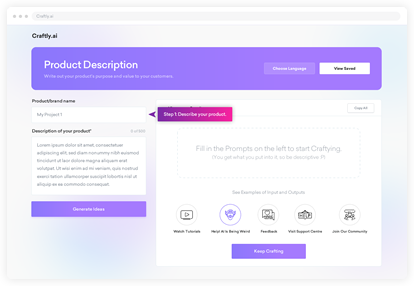 Craftly.ai
Craftly.ai
Product Description
Write out your product's purpose and value to your customers.
Choose Language
View Saved
Product/brand name
My Project 1
Step 1: Describe your product.
Copy All
Description of your product*
Lorem ipsum dolor sit amet, consectetuer
adipiscing elit, sed diam nonummy nibh euismod
tincidunt ut laoreet dolore magna aliquam erat
volutpat. Ut wisi enim ad minim veniam, quis nostrud
exerci tation ullamcorper suscipit lobortis nisl ut
aliquip ex ea commodo consequat.
Generate Ideas
Fill in the Prompts on the left to start Craftying.
(You get what you put into it, so be descriptive :P)
See Examples of Input and Outputs
Watch Tutorials
Help! AI is Being Weird
Feedback
Visit Support Centre
Join Our Community
Keep Crafting